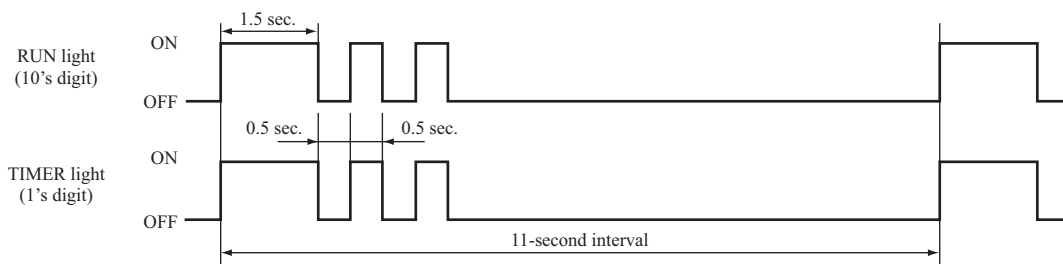 1.5 sec.
ON
RUN light
(10’s digit)
OFF
0.5 sec.
0.5 sec.
ON
TIMER light
(1’s digit)
OFF
11-second interval